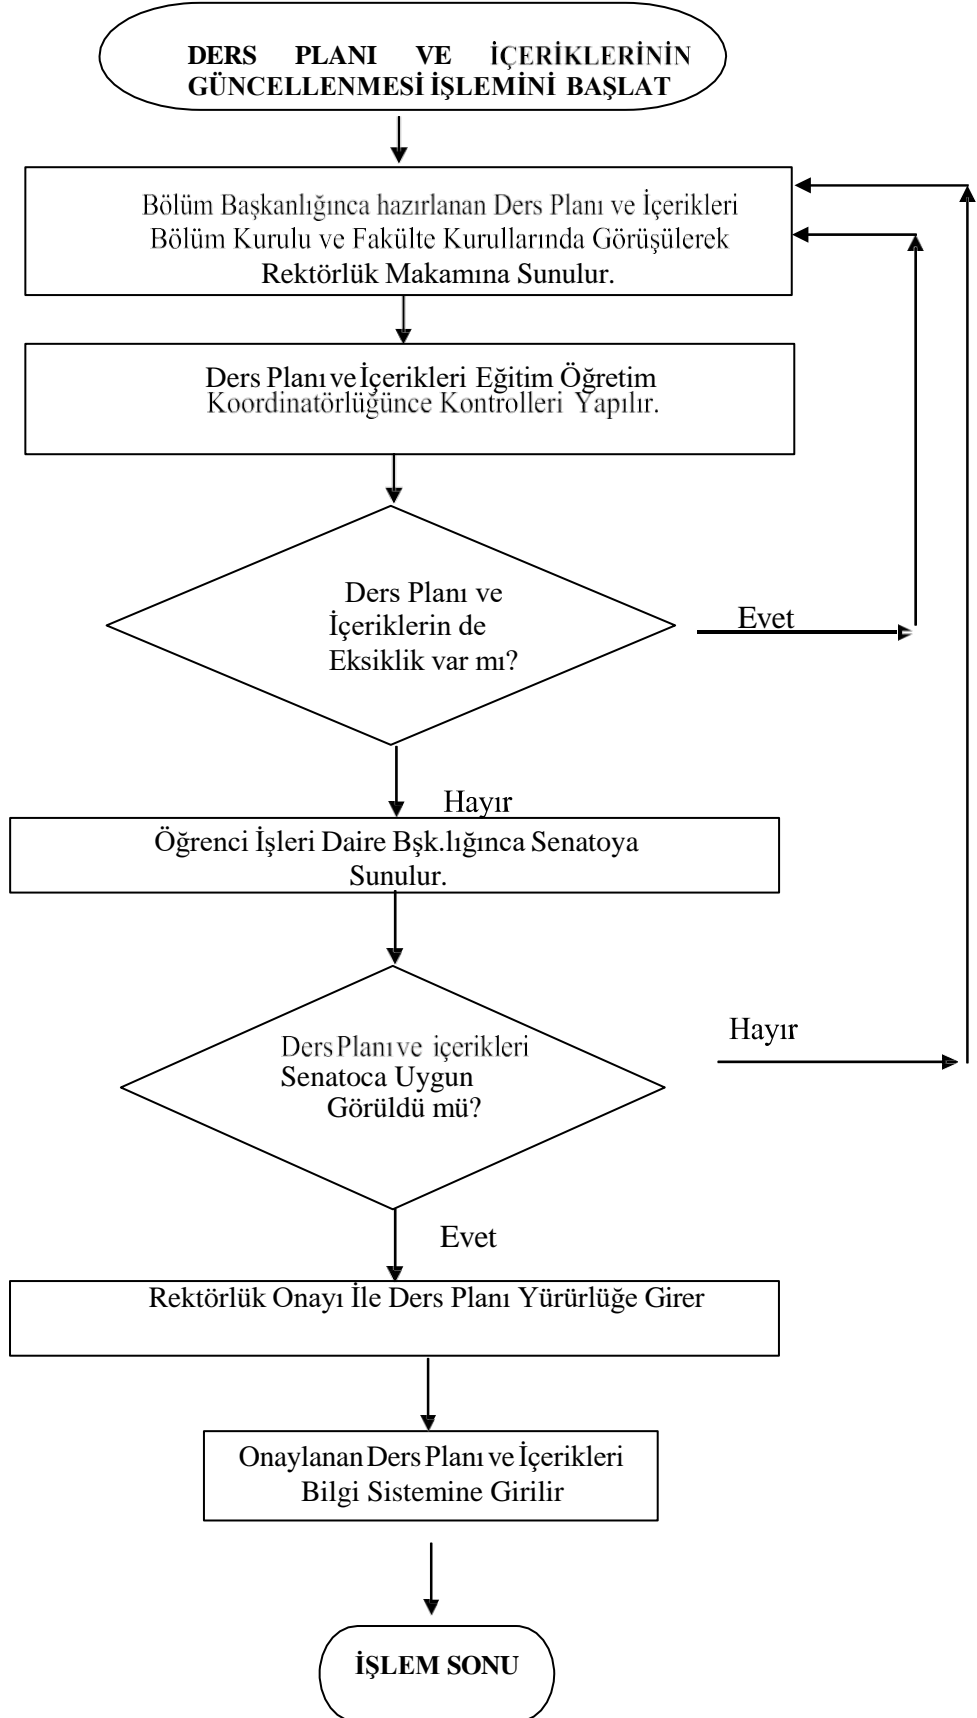 DERS PLANI VE İÇERİKLERİNİN
GÜNCELLENMESİ İŞLEMİNİ BAŞLAT
Bölüm Başkanlığınca hazırlanan Ders Planı ve İçerikleri
Bölüm Kurulu ve Fakülte Kurullarında Görüşülerek
Rektörlük Makamına Sunulur.
Ders Planı ve İçerikleri Eğitim Öğretim
Koordinatörlüğünce Kontrolleri Yapılır.
Ders Planı ve
İçeriklerin de
Eksiklik var mı?
Evet
Hayır
Öğrenci İşleri Daire Bşk.lığınca Senatoya
Sunulur.
Ders Planı ve içerikleri
Senatoca Uygun
Görüldü mü?
Hayır
Evet
Rektörlük Onayı İle Ders Planı Yürürlüğe Girer
Onaylanan Ders Planı ve İçerikleri
Bilgi Sistemine Girilir
İŞLEM SONU